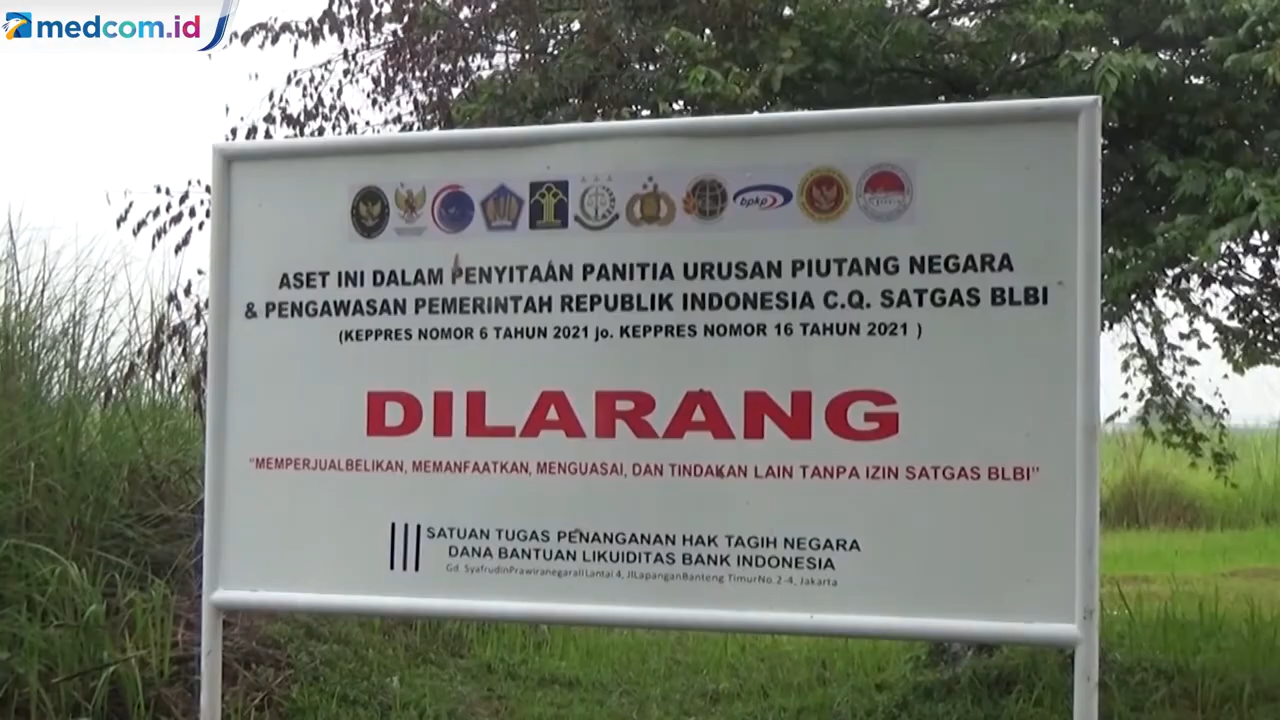 medcom.id
bpkp
ASET INI DALAM PENYITAAN PANITIA URUSAN PIUTANG NEGARA
& PENGAWASAN PEMERINTAH REPUBLIK INDONESIA C.Q. SATGAS BLBI
(KEPPRES NOMOR 6 TAHUN 2021 jo. KEPPRES NOMOR 16 TAHUN 2021 )
DILARANG
"MEMPERJUALBELIKAN, MEMANFAATKAN, MENGUASAI, DAN TINDAKAN LAIN TANPA IZIN SATGAS BLBI"
SATUAN TUGAS PENANGANAN HAK TAGIH NEGARA
DANA BANTUAN LIKUIDITAS BANK INDONESIA
Gd. SyafrudinPrawiranegaraIILantai 4, JlLapanganBanteng TimurNo. 2-4, Jakarta